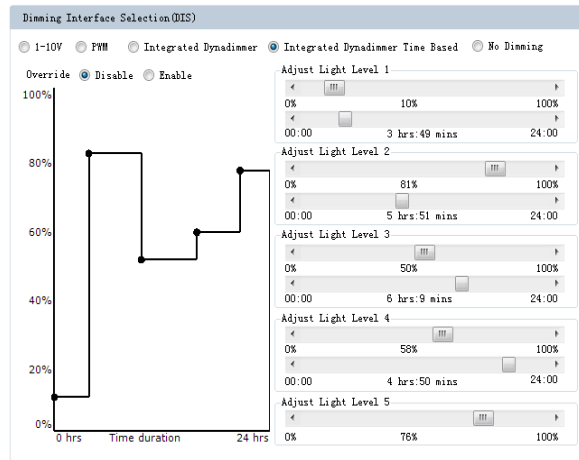 Dimming Interface Selection(DIS)
1-10V PWM Integrated Dynadimmer Integrated Dynadimmer Time Based No Dimming
Override Disable Enable
100%
80%
60%
40%
20%
0%
0 hrs Time duration 24 hrs
Adjust Light Level 1
0% 10% 100%
00:00 3 hrs:49 mins 24:00
Adjust Light Level 2
0% 81% 100%
00:00 5 hrs:51 mins 24:00
Adjust Light Level 3
0% 50% 100%
00:00 6 hrs:9 mins 24:00
Adjust Light Level 4
0% 58% 100%
00:00 4 hrs:50 mins 24:00
Adjust Light Level 5
0% 76% 100%